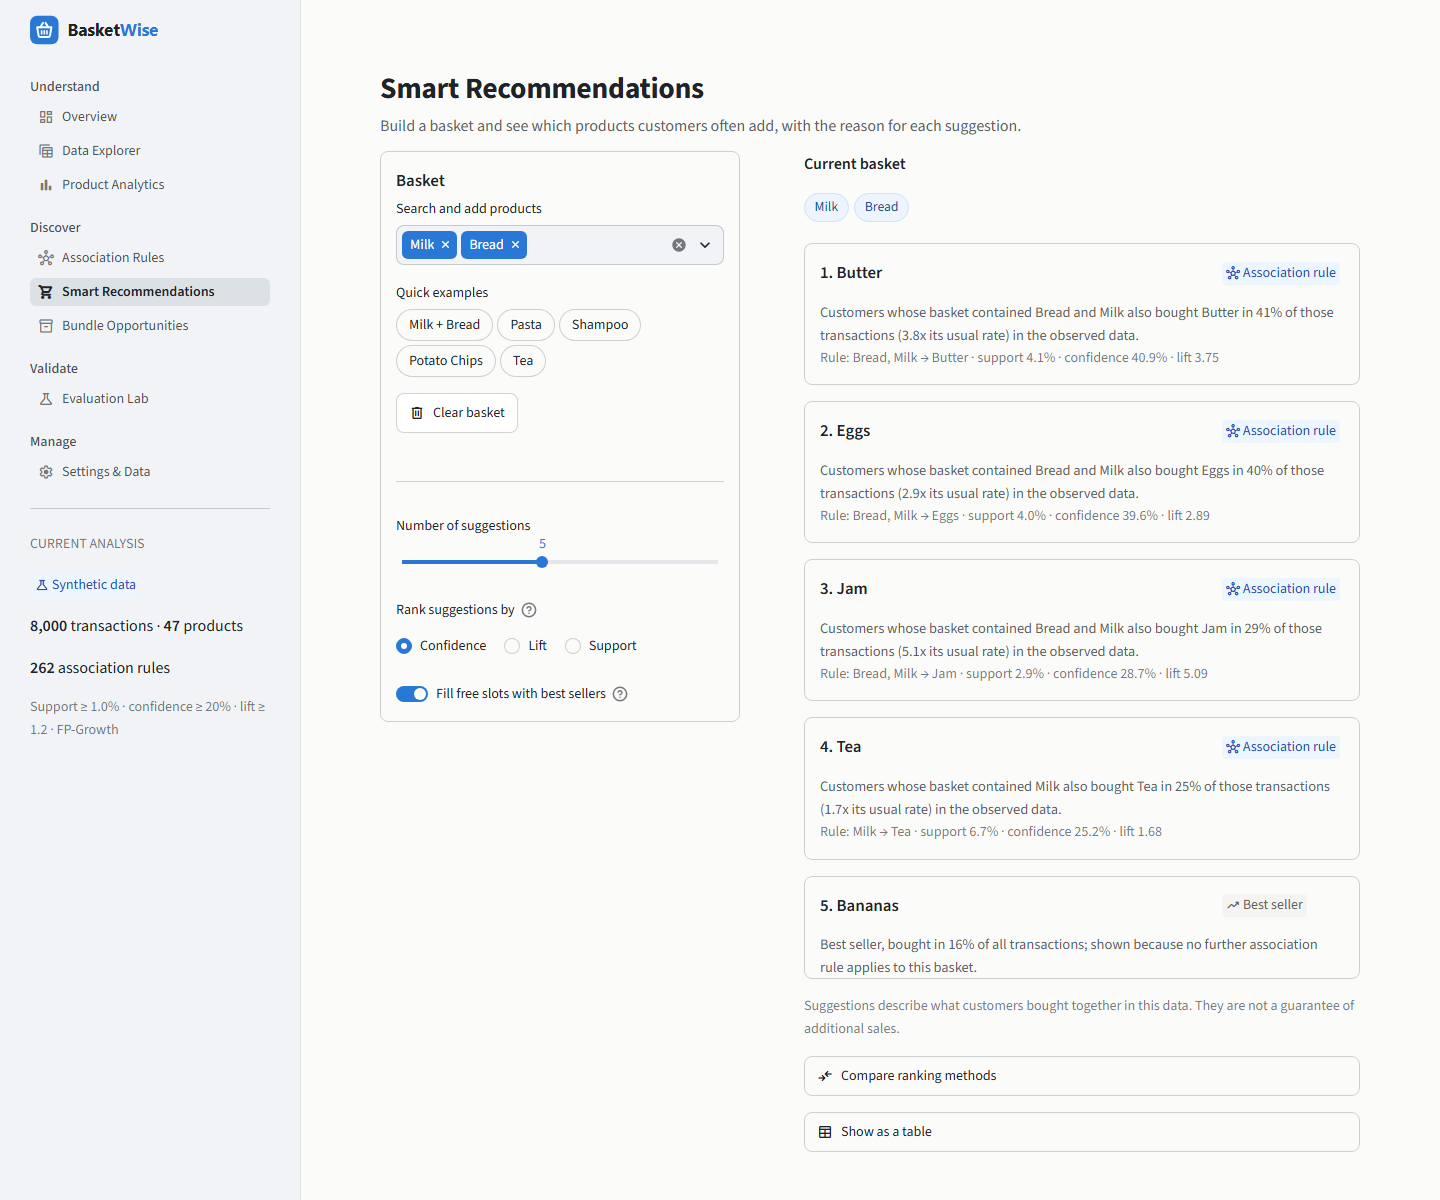 BasketWise
Understand
Overview
Data Explorer
Product Analytics
Discover
Association Rules
Smart Recommendations
Bundle Opportunities
Validate
Evaluation Lab
Manage
Settings & Data
CURRENT ANALYSIS
Synthetic data
8,000 transactions · 47 products
262 association rules
Support ≥ 1.0% · confidence ≥ 20% · lift ≥
1.2 · FP-Growth
Smart Recommendations
Build a basket and see which products customers often add, with the reason for each suggestion.
Basket
Search and add products
Milk
Bread
Quick examples
Milk + Bread
Pasta
Shampoo
Potato Chips
Tea
Clear basket
Number of suggestions
5
Rank suggestions by
Confidence
Lift
Support
Fill free slots with best sellers
Current basket
Milk
Bread
1. Butter
Association rule
Customers whose basket contained Bread and Milk also bought Butter in 41% of those
transactions (3.8x its usual rate) in the observed data.
Rule: Bread, Milk → Butter · support 4.1% · confidence 40.9% · lift 3.75
2. Eggs
Association rule
Customers whose basket contained Bread and Milk also bought Eggs in 40% of those
transactions (2.9x its usual rate) in the observed data.
Rule: Bread, Milk → Eggs · support 4.0% · confidence 39.6% · lift 2.89
3. Jam
Association rule
Customers whose basket contained Bread and Milk also bought Jam in 29% of those
transactions (5.1x its usual rate) in the observed data.
Rule: Bread, Milk → Jam · support 2.9% · confidence 28.7% · lift 5.09
4. Tea
Association rule
Customers whose basket contained Milk also bought Tea in 25% of those transactions
(1.7x its usual rate) in the observed data.
Rule: Milk → Tea · support 6.7% · confidence 25.2% · lift 1.68
5. Bananas
Best seller
Best seller, bought in 16% of all transactions; shown because no further association
rule applies to this basket.
Suggestions describe what customers bought together in this data. They are not a guarantee of
additional sales.
Compare ranking methods
Show as a table